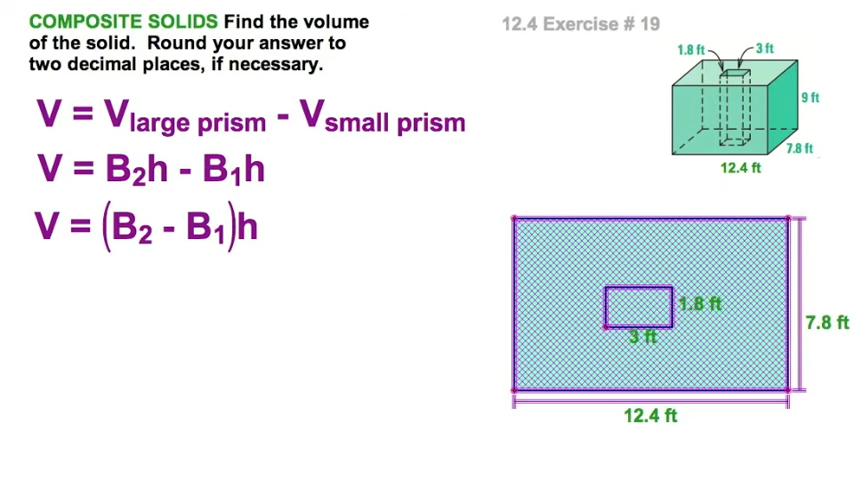 COMPOSITE SOLIDS Find the volume
of the solid. Round your answer to
two decimal places, if necessary.
12.4 Exercise # 19
1.8 ft
3 ft
9 ft
7.8 ft
12.4 ft
V = Vlarge prism - Vsmall prism
V = B2h - B1h
V = (B2 - B1)h
1.8 ft
3 ft
7.8 ft
12.4 ft